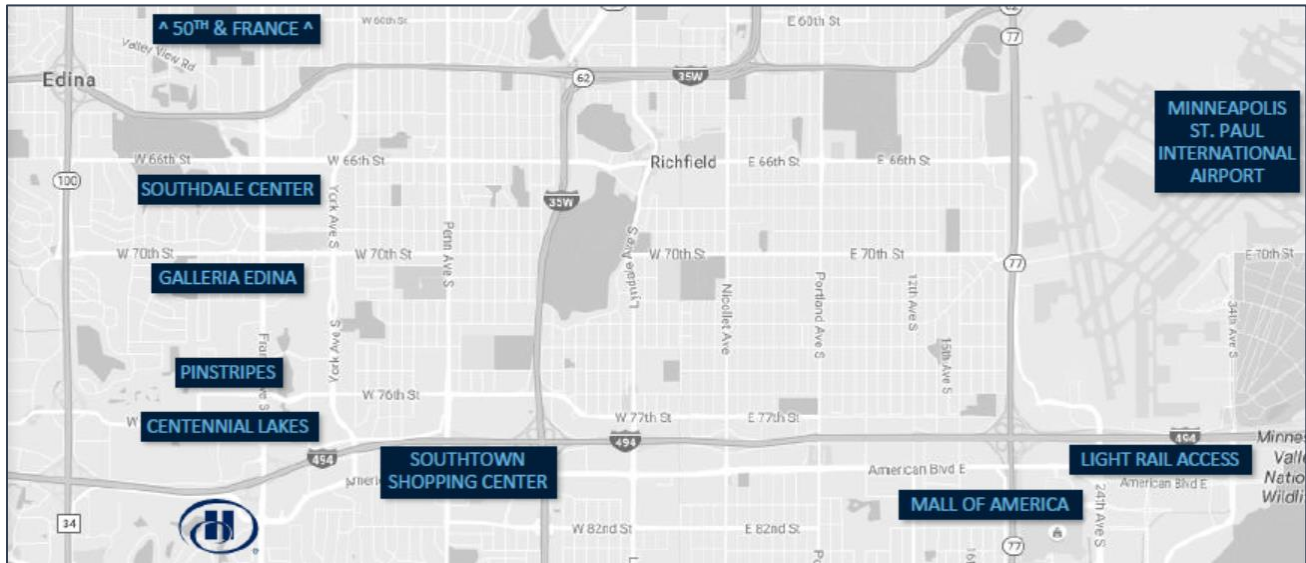 ^ 50TH & FRANCE ^
W 60th St
E 60th St
77
Valley View Rd
Edina
62
35W
MINNEAPOLIS
ST. PAUL
INTERNATIONAL
AIRPORT
W 66th St
W 66th St
Richfield
E 66th St
E 66th St
100
SOUTHDALE CENTER
35W
York Ave S
Penn Ave S
Lyndale Ave S
W 70th St
W 70th St
W 70th St
E 70th St
77
E 70th St
GALLERIA EDINA
Nicollet Ave
Portland Ave S
12th Ave S
34th Ave S
York Ave S
15th Ave S
PINSTRIPES
W 76th St
CENTENNIAL LAKES
W 77th St
E 77th St
494
494
494
SOUTHTOWN
SHOPPING CENTER
American Blvd E
LIGHT RAIL ACCESS
American Blvd E
MALL OF AMERICA
24th Ave S
34
H
W 82nd St
E 82nd St
77